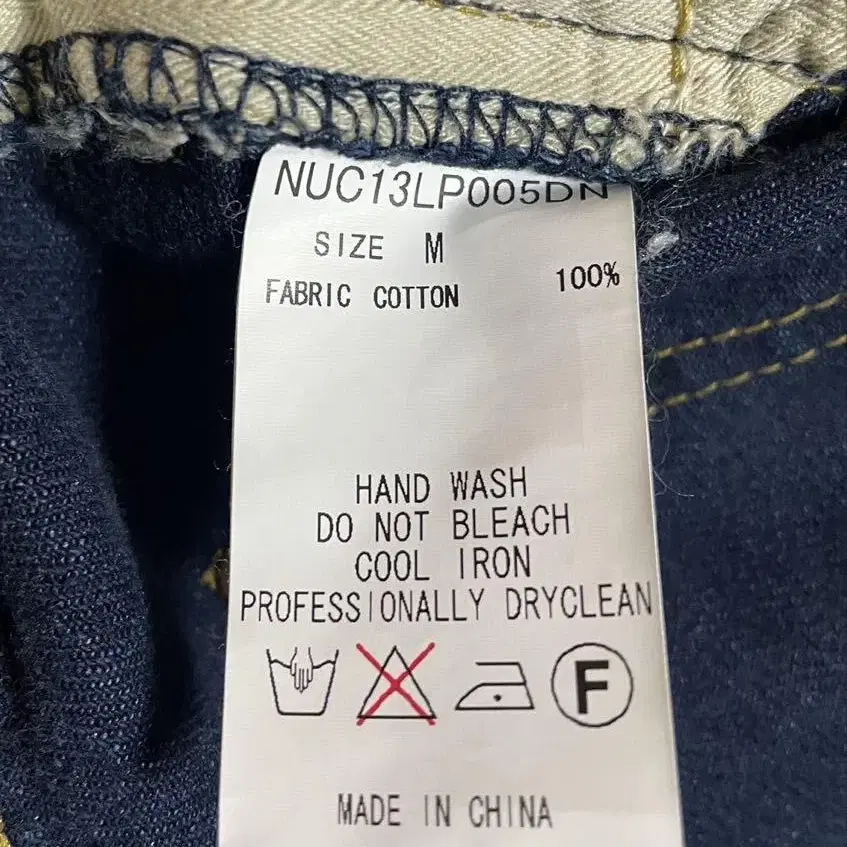 NUC13LP005DN
SIZE M
FABRIC COTTON 100%
HAND WASH
DO NOT BLEACH
COOL IRON
PROFESSIONALLY DRYCLEAN
F
MADE IN CHINA